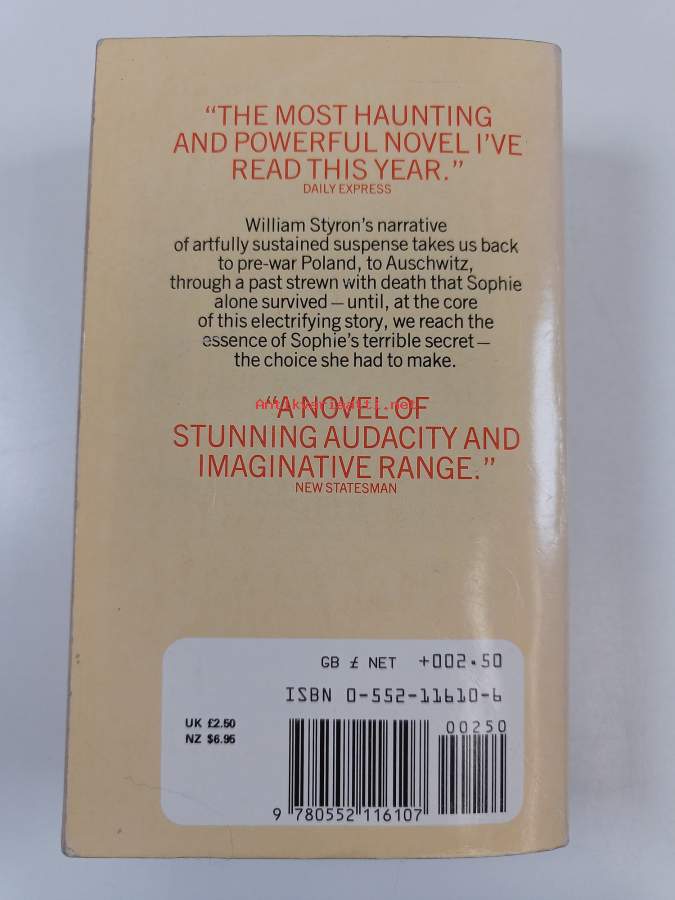 “THE MOST HAUNTING
AND POWERFUL NOVEL I’VE
READ THIS YEAR.”
DAILY EXPRESS
William Styron’s narrative
of artfully sustained suspense takes us back
to pre-war Poland, to Auschwitz,
through a past strewn with death that Sophie
alone survived – until, at the core
of this electrifying story, we reach the
essence of Sophie’s terrible secret –
the choice she had to make.
Antikvariaatti.net
“A NOVEL OF
STUNNING AUDACITY AND
IMAGINATIVE RANGE.”
NEW STATESMAN
GB £ NET +002.50
ISBN 0-552-11610-6
UK £2.50
NZ $6.95
00250
9 780552 116107